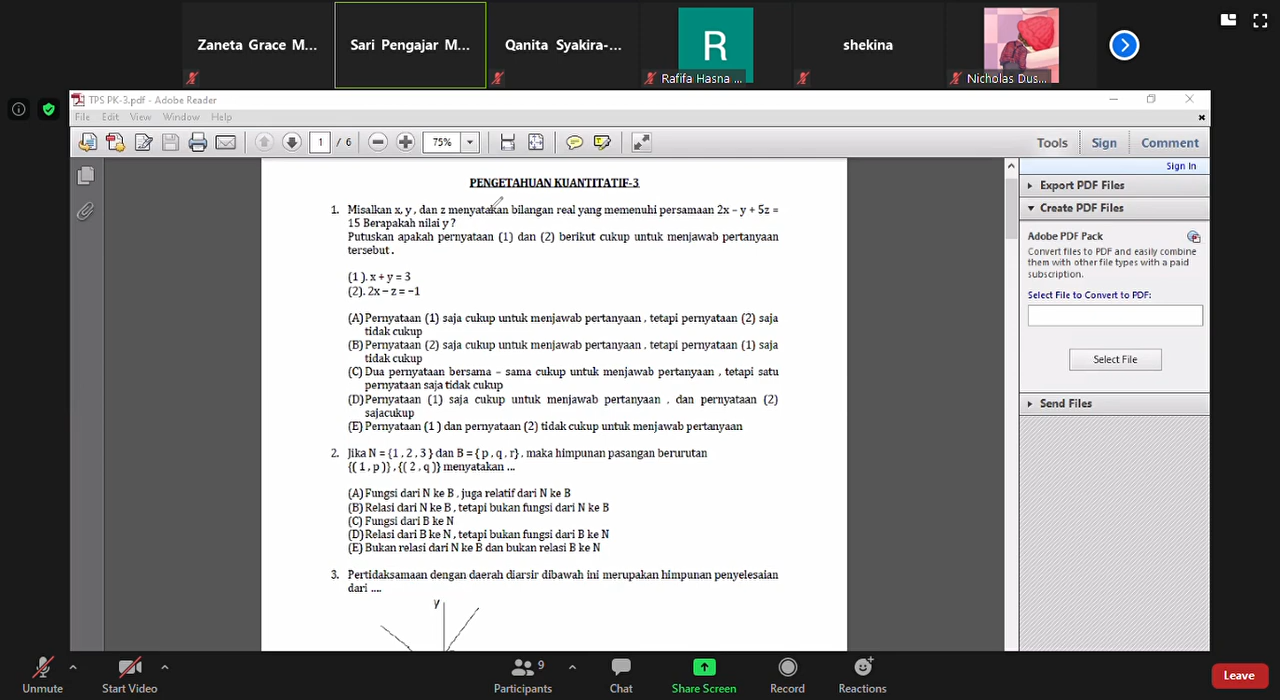 Zaneta Grace M...
Sari Pengajar M...
Qanita Syakira-...
R
Rafifa Hasna ...
shekina
Nicholas Dus...
TPS PK-3.pdf - Adobe Reader
File Edit View Window Help
1 / 6
75%
Tools Sign Comment
Sign In
Export PDF Files
Create PDF Files
Adobe PDF Pack
Convert files to PDF and easily combine
them with other file types with a paid
subscription.
Select File to Convert to PDF:
Select File
Send Files
PENGETAHUAN KUANTITATIF-3
1. Misalkan x, y , dan z menyatakan bilangan real yang memenuhi persamaan 2x – y + 5z =
15 Berapakah nilai y ?
Putuskan apakah pernyataan (1) dan (2) berikut cukup untuk menjawab pertanyaan
tersebut .
(1 ). x + y = 3
(2). 2x – z = –1
(A) Pernyataan (1) saja cukup untuk menjawab pertanyaan , tetapi pernyataan (2) saja
tidak cukup
(B) Pernyataan (2) saja cukup untuk menjawab pertanyaan , tetapi pernyataan (1) saja
tidak cukup
(C) Dua pernyataan bersama – sama cukup untuk menjawab pertanyaan , tetapi satu
pernyataan saja tidak cukup
(D) Pernyataan (1) saja cukup untuk menjawab pertanyaan , dan pernyataan (2)
sajacukup
(E) Pernyataan (1 ) dan pernyataan (2) tidak cukup untuk menjawab pertanyaan
2. Jika N = {1 , 2 , 3 } dan B = { p , q , r} , maka himpunan pasangan berurutan
{( 1 , p )} , {( 2 , q )} menyatakan ...
(A) Fungsi dari N ke B , juga relatif dari N ke B
(B) Relasi dari N ke B , tetapi bukan fungsi dari N ke B
(C) Fungsi dari B ke N
(D) Relasi dari B ke N , tetapi bukan fungsi dari B ke N
(E) Bukan relasi dari N ke B dan bukan relasi B ke N
3. Pertidaksamaan dengan daerah diarsir dibawah ini merupakan himpunan penyelesaian
dari ....
y
Unmute
Start Video
9
Participants
Chat
Share Screen
Record
Reactions
Leave